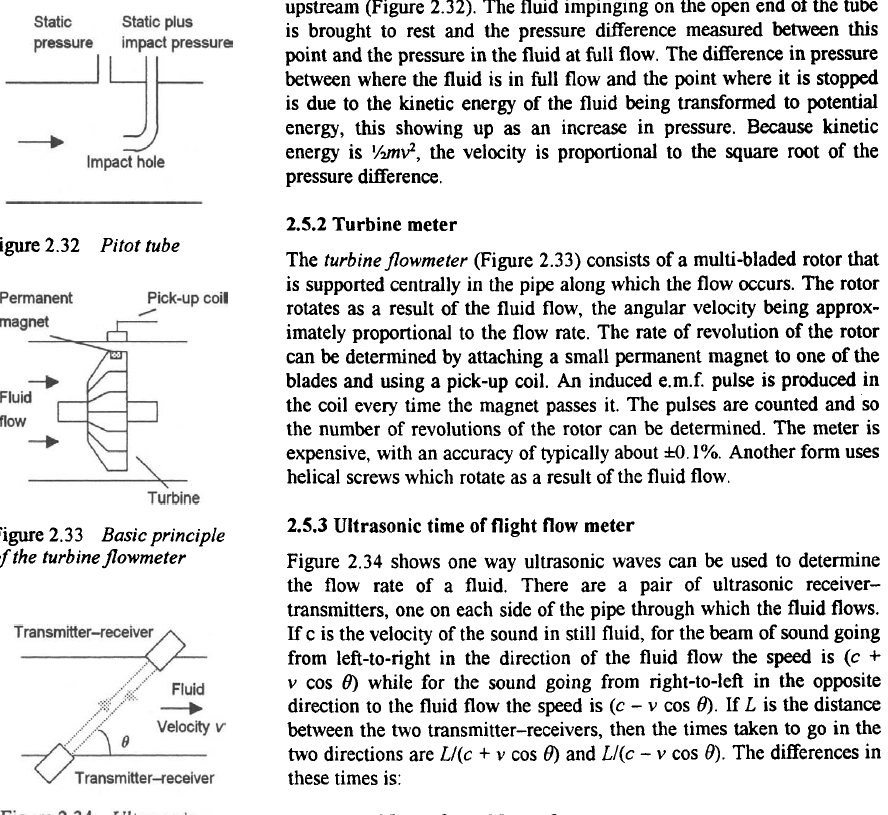 upstream (Figure 2.32). The fluid impinging on the open end of the tube
is brought to rest and the pressure difference measured between this
point and the pressure in the fluid at full flow. The difference in pressure
between where the fluid is in full flow and the point where it is stopped
is due to the kinetic energy of the fluid being transformed to potential
energy, this showing up as an increase in pressure. Because kinetic
energy is ½mv², the velocity is proportional to the square root of the
pressure difference.
Static pressure
Static plus impact pressure
Impact hole
igure 2.32 Pitot tube
2.5.2 Turbine meter
The turbine flowmeter (Figure 2.33) consists of a multi-bladed rotor that
is supported centrally in the pipe along which the flow occurs. The rotor
rotates as a result of the fluid flow, the angular velocity being approx-
imately proportional to the flow rate. The rate of revolution of the rotor
can be determined by attaching a small permanent magnet to one of the
blades and using a pick-up coil. An induced e.m.f. pulse is produced in
the coil every time the magnet passes it. The pulses are counted and so
the number of revolutions of the rotor can be determined. The meter is
expensive, with an accuracy of typically about ±0.1%. Another form uses
helical screws which rotate as a result of the fluid flow.
Permanent magnet
Pick-up coil
Fluid flow
Turbine
igure 2.33 Basic principle
f the turbine flowmeter
2.5.3 Ultrasonic time of flight flow meter
Figure 2.34 shows one way ultrasonic waves can be used to determine
the flow rate of a fluid. There are a pair of ultrasonic receiver–
transmitters, one on each side of the pipe through which the fluid flows.
If c is the velocity of the sound in still fluid, for the beam of sound going
from left-to-right in the direction of the fluid flow the speed is (c +
v cos θ) while for the sound going from right-to-left in the opposite
direction to the fluid flow the speed is (c − v cos θ). If L is the distance
between the two transmitter–receivers, then the times taken to go in the
two directions are L/(c + v cos θ) and L/(c − v cos θ). The differences in
these times is:
Transmitter–receiver
Fluid
Velocity v
θ
Transmitter–receiver